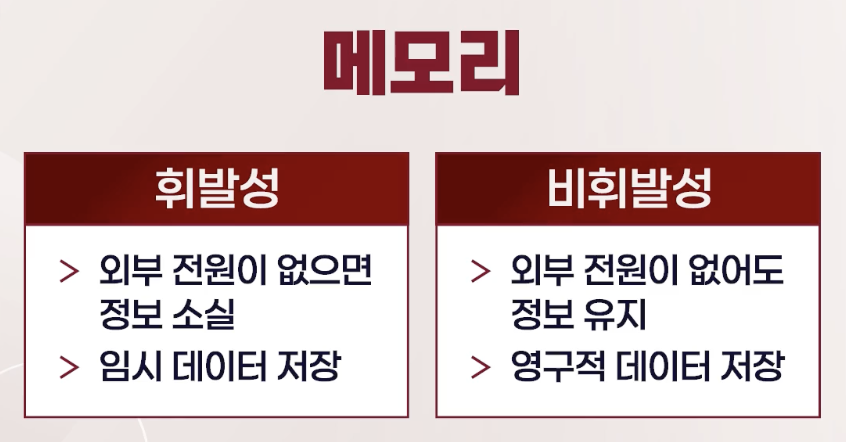 메모리
휘발성
> 외부 전원이 없으면
정보 소실
> 임시 데이터 저장
비휘발성
> 외부 전원이 없어도
정보 유지
> 영구적 데이터 저장